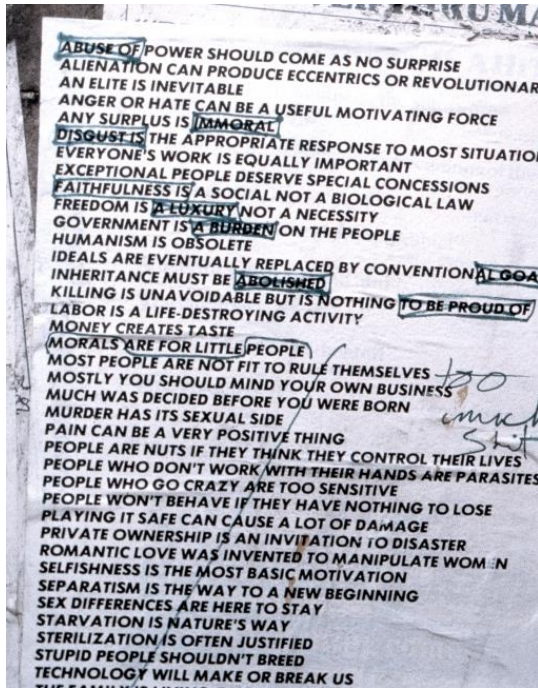 ABUSE OF POWER SHOULD COME AS NO SURPRISE
ALIENATION CAN PRODUCE ECCENTRICS OR REVOLUTIONAR
AN ELITE IS INEVITABLE
ANGER OR HATE CAN BE A USEFUL MOTIVATING FORCE
ANY SURPLUS IS IMMORAL
DISGUST IS THE APPROPRIATE RESPONSE TO MOST SITUATIO
EVERYONE'S WORK IS EQUALLY IMPORTANT
EXCEPTIONAL PEOPLE DESERVE SPECIAL CONCESSIONS
FAITHFULNESS IS A SOCIAL NOT A BIOLOGICAL LAW
FREEDOM IS A LUXURY NOT A NECESSITY
GOVERNMENT IS A BURDEN ON THE PEOPLE
HUMANISM IS OBSOLETE
IDEALS ARE EVENTUALLY REPLACED BY CONVENTIONAL GOA
INHERITANCE MUST BE ABOLISHED
KILLING IS UNAVOIDABLE BUT IS NOTHING TO BE PROUD OF
LABOR IS A LIFE-DESTROYING ACTIVITY
MONEY CREATES TASTE
MORALS ARE FOR LITTLE PEOPLE
MOST PEOPLE ARE NOT FIT TO RULE THEMSELVES
MOSTLY YOU SHOULD MIND YOUR OWN BUSINESS
MUCH WAS DECIDED BEFORE YOU WERE BORN
MURDER HAS ITS SEXUAL SIDE
PAIN CAN BE A VERY POSITIVE THING
PEOPLE ARE NUTS IF THEY THINK THEY CONTROL THEIR LIVES
PEOPLE WHO DON'T WORK WITH THEIR HANDS ARE PARASITES
PEOPLE WHO GO CRAZY ARE TOO SENSITIVE
PEOPLE WON'T BEHAVE IF THEY HAVE NOTHING TO LOSE
PLAYING IT SAFE CAN CAUSE A LOT OF DAMAGE
PRIVATE OWNERSHIP IS AN INVITATION TO DISASTER
ROMANTIC LOVE WAS INVENTED TO MANIPULATE WOMEN
SELFISHNESS IS THE MOST BASIC MOTIVATION
SEPARATISM IS THE WAY TO A NEW BEGINNING
SEX DIFFERENCES ARE HERE TO STAY
STARVATION IS NATURE'S WAY
STERILIZATION IS OFTEN JUSTIFIED
STUPID PEOPLE SHOULDN'T BREED
TECHNOLOGY WILL MAKE OR BREAK US
too
much
Shit